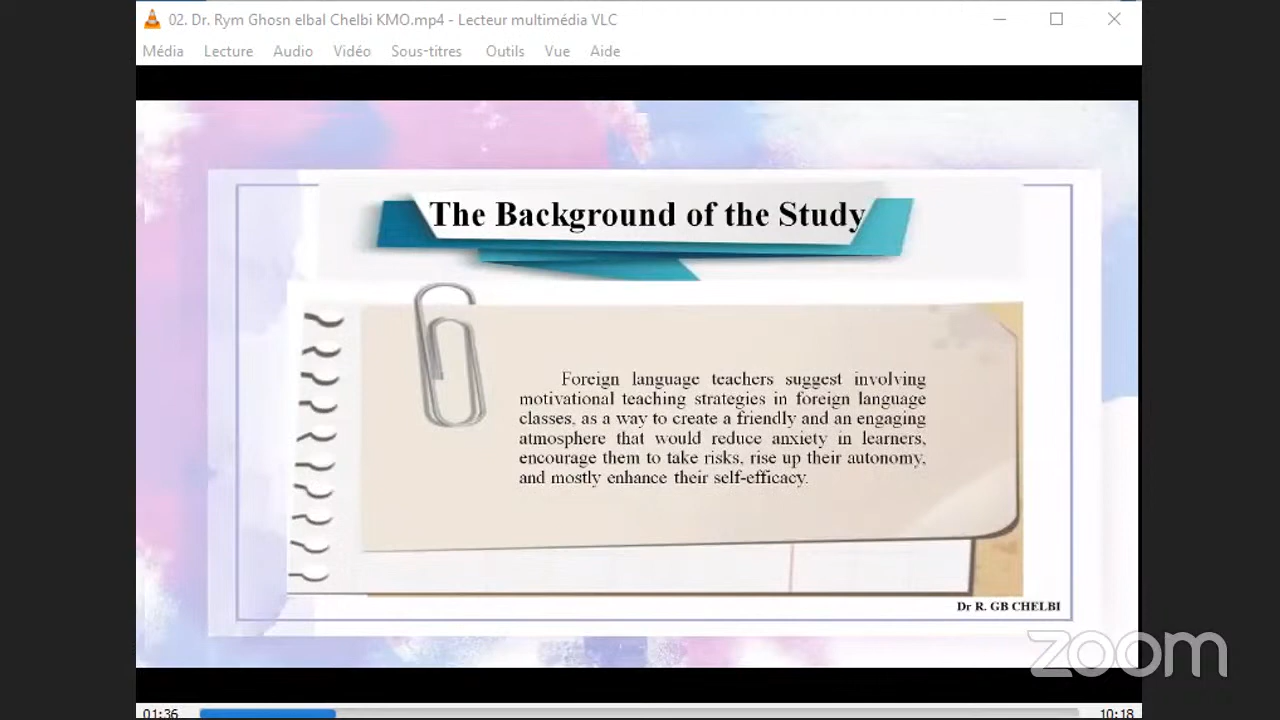 02. Dr. Rym Ghosn elbal Chelbi KMO.mp4 - Lecteur multimédia VLC
Média Lecture Audio Vidéo Sous-titres Outils Vue Aide
The Background of the Study
Foreign language teachers suggest involving
motivational teaching strategies in foreign language
classes, as a way to create a friendly and an engaging
atmosphere that would reduce anxiety in learners,
encourage them to take risks, rise up their autonomy,
and mostly enhance their self-efficacy.
Dr R. GB CHELBI
zoom
01:36 10:18